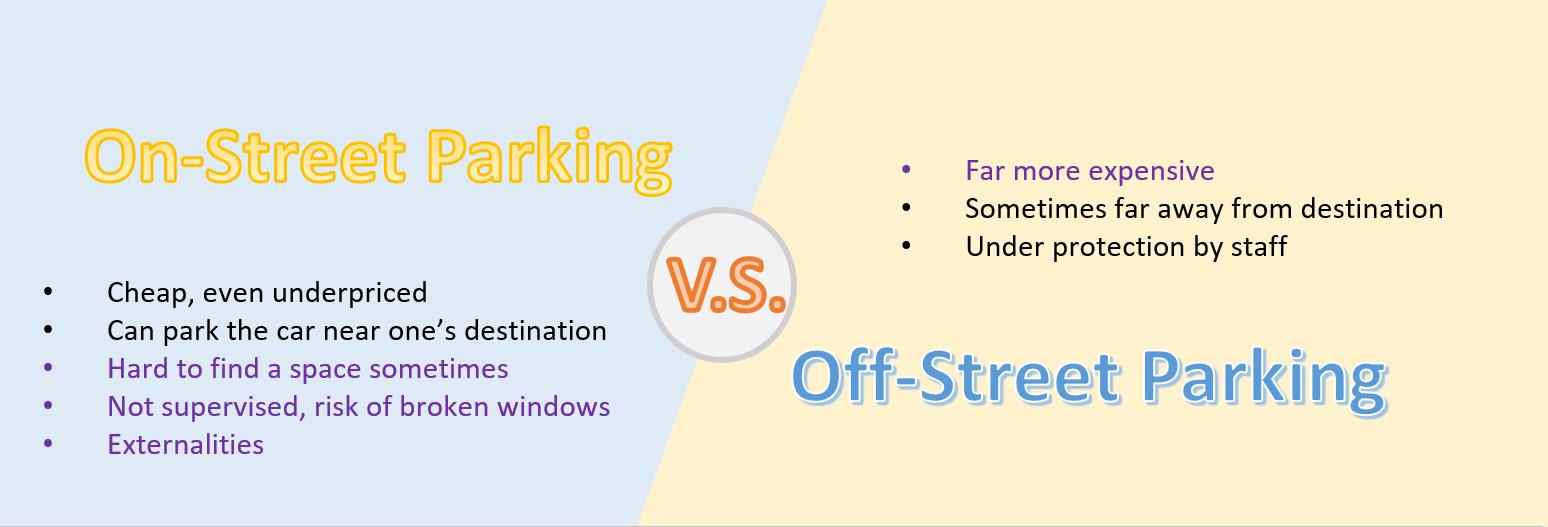 On-Street Parking
• Cheap, even underpriced
• Can park the car near one’s destination
• Hard to find a space sometimes
• Not supervised, risk of broken windows
• Externalities
V.S.
• Far more expensive
• Sometimes far away from destination
• Under protection by staff
Off-Street Parking